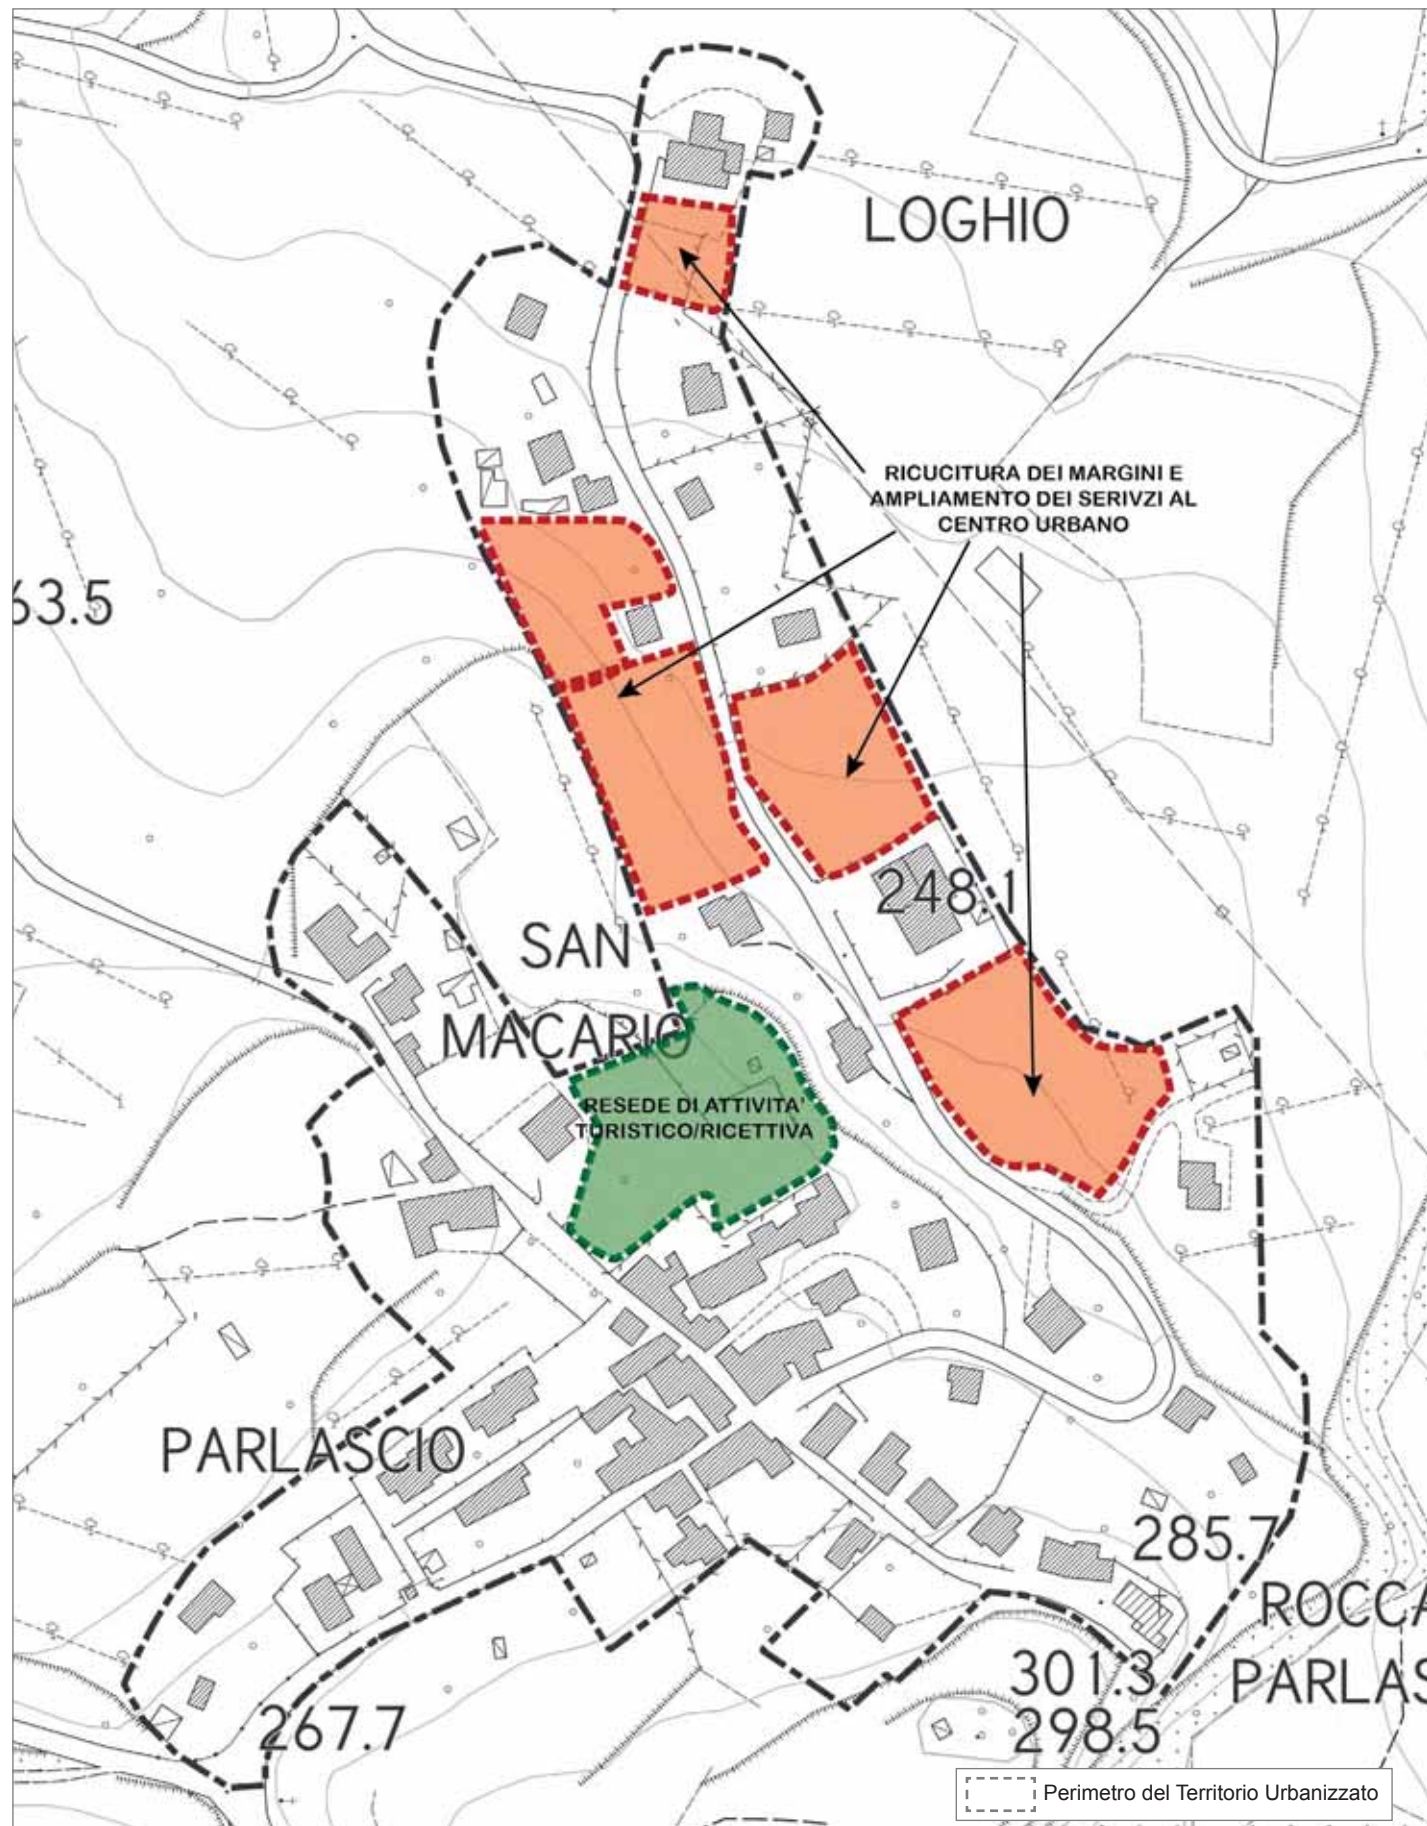 LOGHIO
RICUCITURA DEI MARGINI E
AMPLIAMENTO DEI SERIVZI AL
CENTRO URBANO
63.5
248.1
SAN
MACARIO
RESEDE DI ATTIVITA'
TURISTICO/RICETTIVA
PARLASCIO
285.7
ROCCA
PARLAS
301.3
298.5
267.7
Perimetro del Territorio Urbanizzato